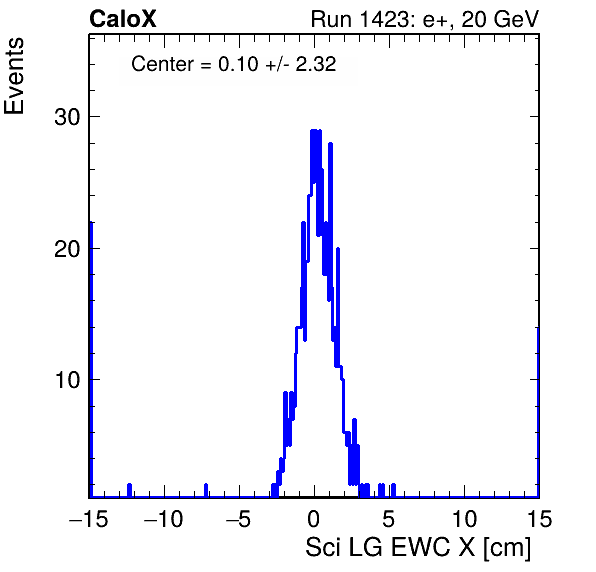 CaloX
Run 1423: e+, 20 GeV
Events
Center = 0.10 +/- 2.32
30
20
10
−15
−10
−5
0
5
10
15
Sci LG EWC X [cm]